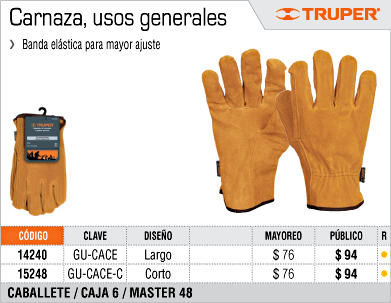 Carnaza, usos generales
TRUPER
❯ Banda elástica para mayor ajuste
TRUPER
CÓDIGO CLAVE DISEÑO MAYOREO PÚBLICO R
14240 GU-CACE Largo $ 76 $ 94 ●
15248 GU-CACE-C Corto $ 76 $ 94 ●
CABALLETE / CAJA 6 / MASTER 48